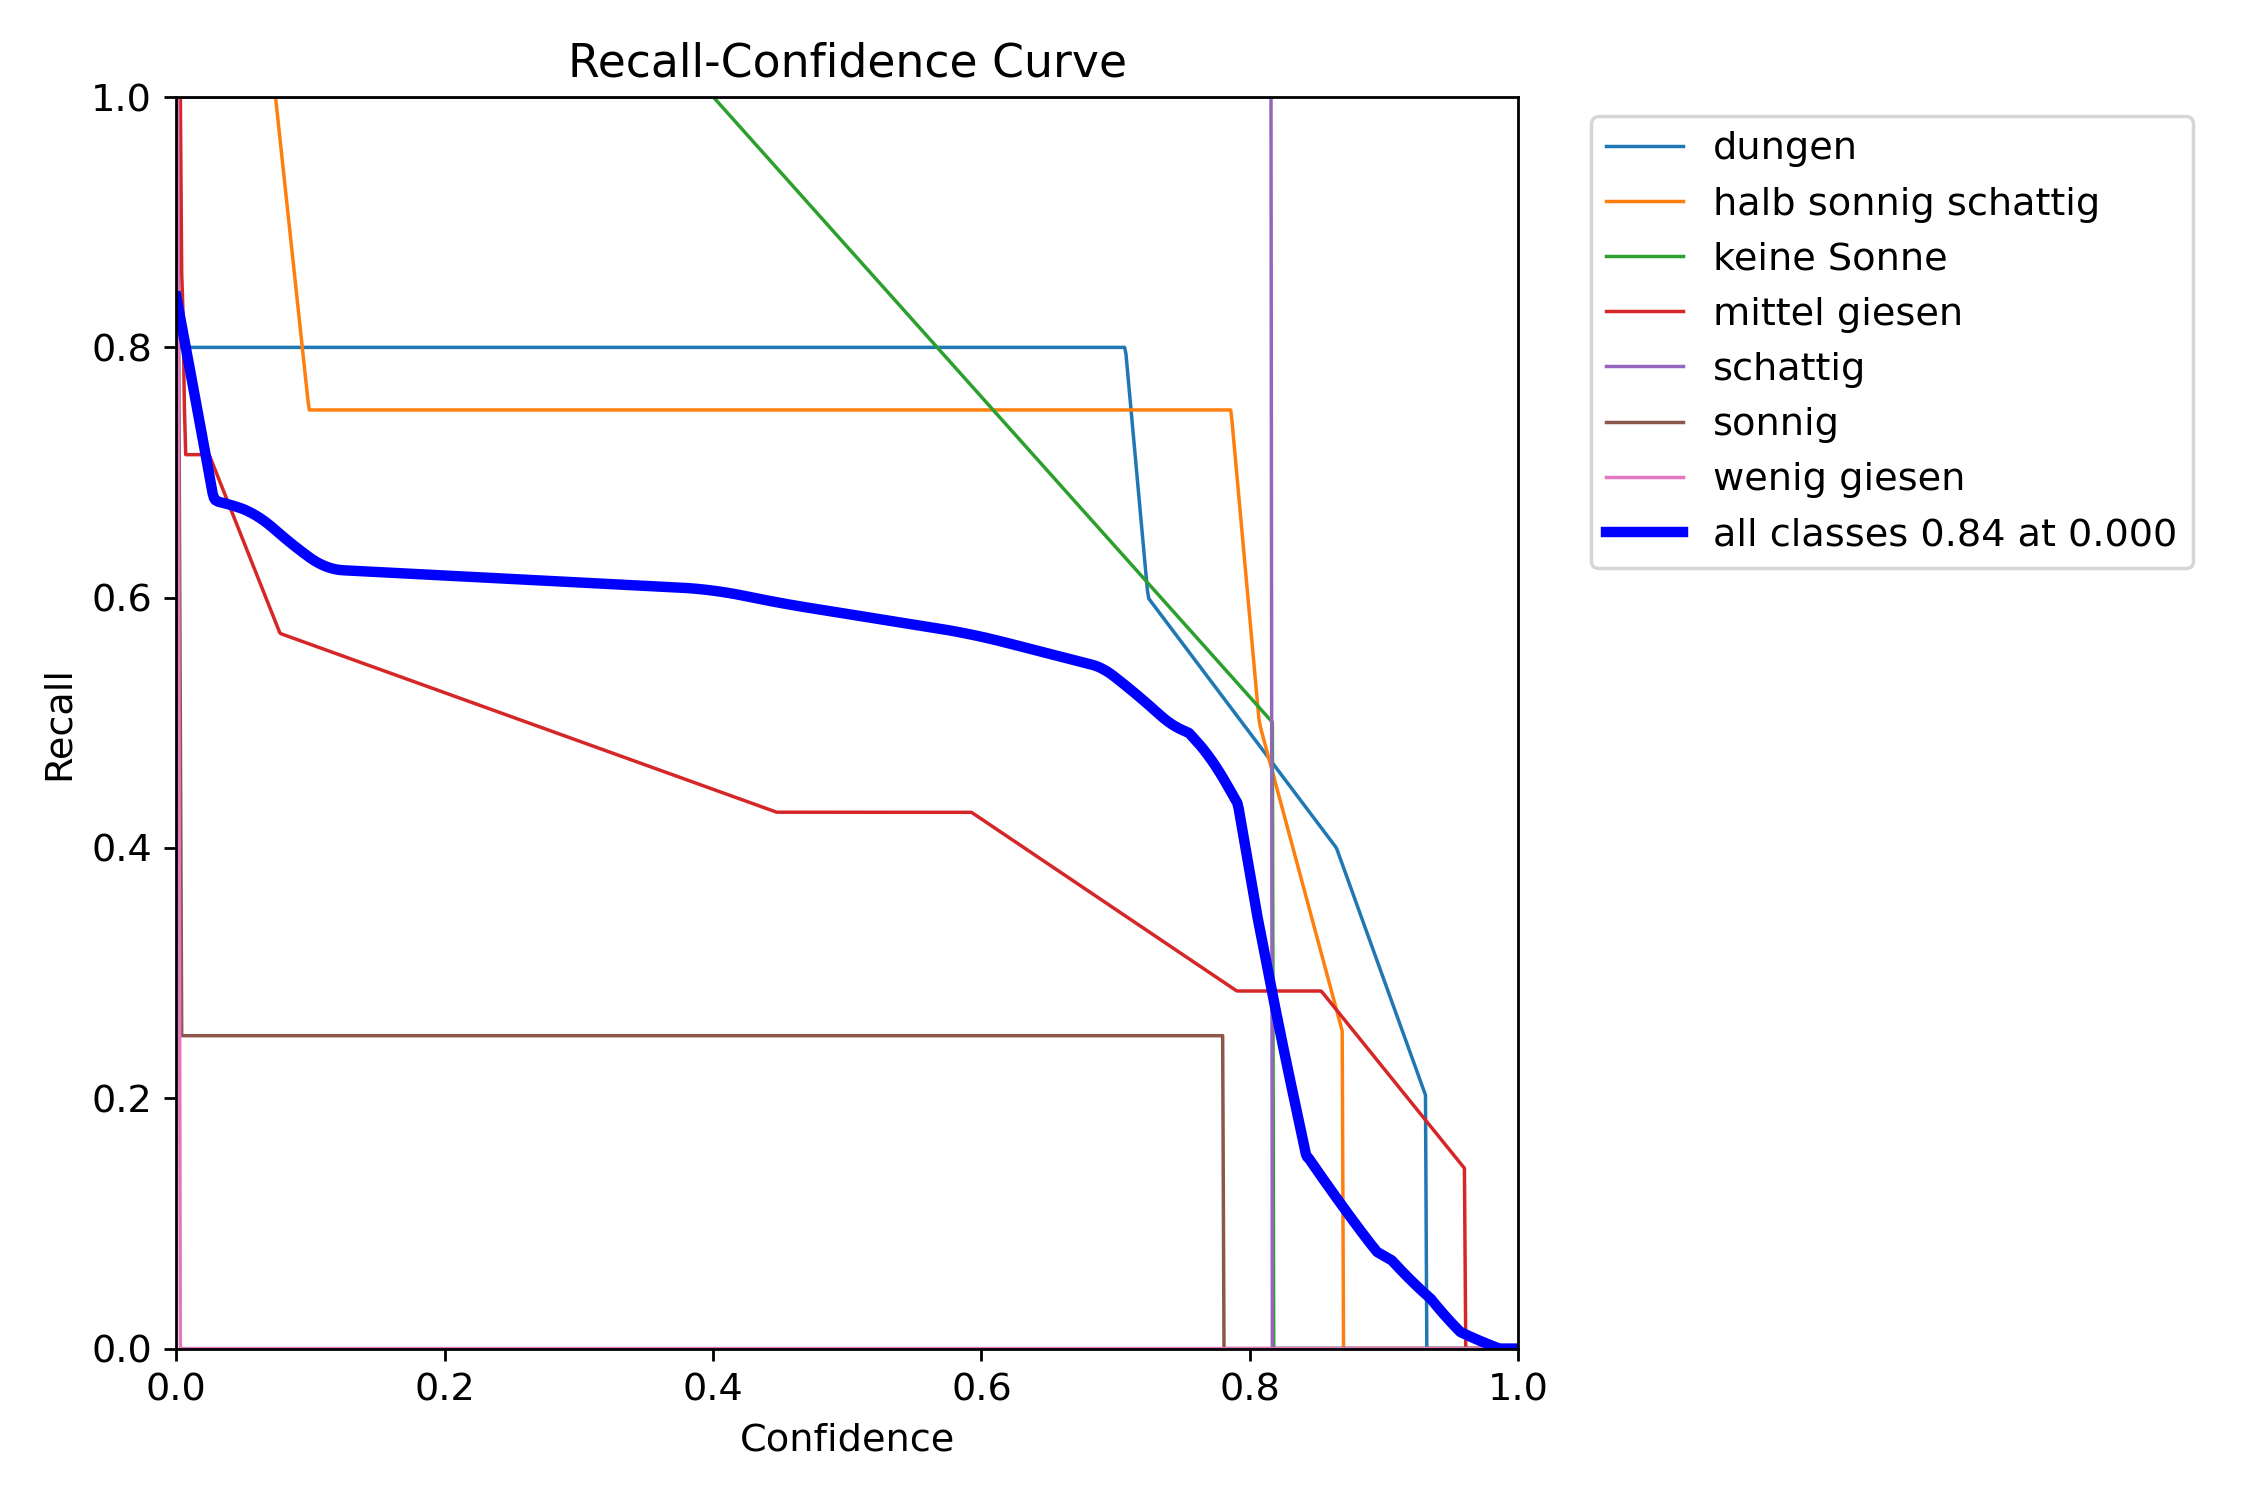 Recall-Confidence Curve
1.0
0.8
0.6
0.4
0.2
0.0
Recall
0.0 0.2 0.4 0.6 0.8 1.0
Confidence
dungen
halb sonnig schattig
keine Sonne
mittel giesen
schattig
sonnig
wenig giesen
all classes 0.84 at 0.000